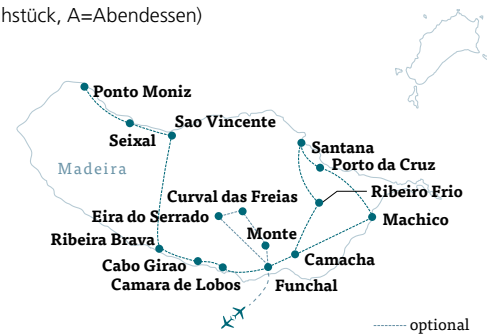 hstück, A=Abendessen)
Ponto Moniz
Sao Vincente
Seixal
Santana
Madeira
Porto da Cruz
Curval das Freias
Ribeiro Frio
Eira do Serrado
Machico
Monte
Ribeira Brava
Camacha
Cabo Girao
Camara de Lobos
Funchal
optional